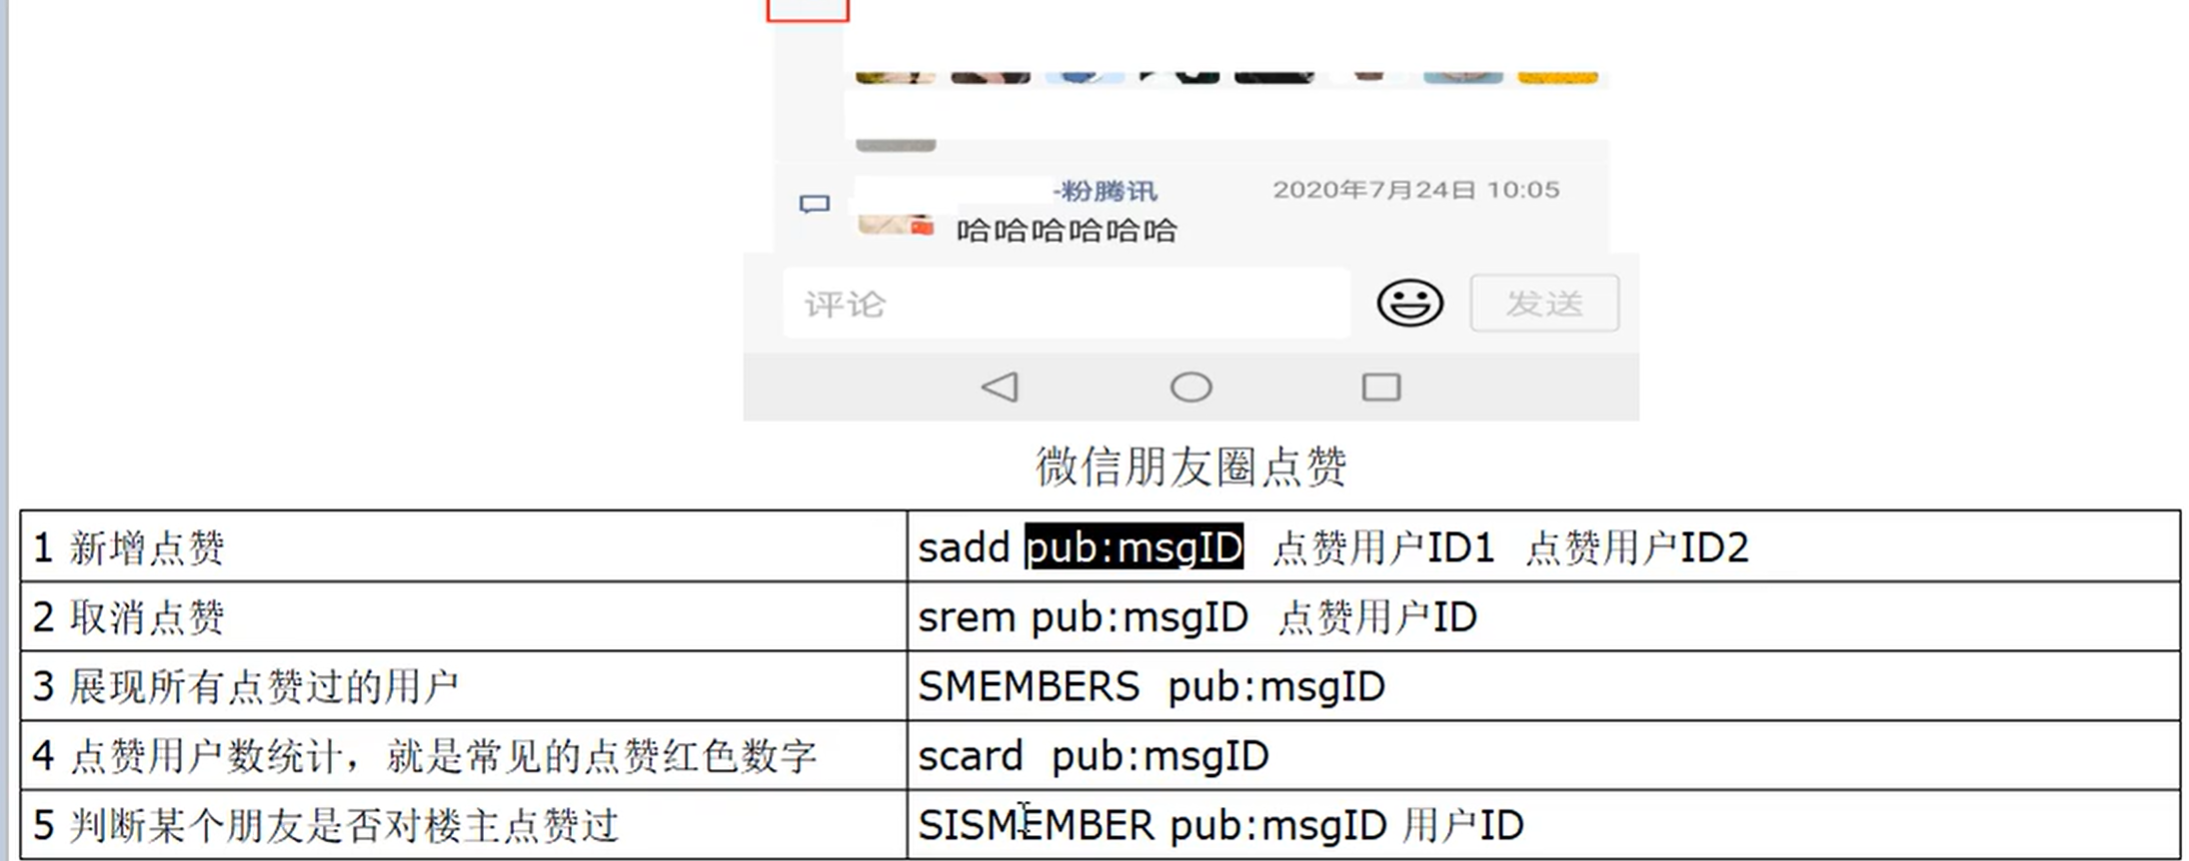 -粉腾讯 2020年7月24日 10:05
哈哈哈哈哈哈
评论 发送
微信朋友圈点赞
1 新增点赞 sadd pub:msgID 点赞用户ID1 点赞用户ID2
2 取消点赞 srem pub:msgID 点赞用户ID
3 展现所有点赞过的用户 SMEMBERS pub:msgID
4 点赞用户数统计，就是常见的点赞红色数字 scard pub:msgID
5 判断某个朋友是否对楼主点赞过 SISMEMBER pub:msgID 用户ID